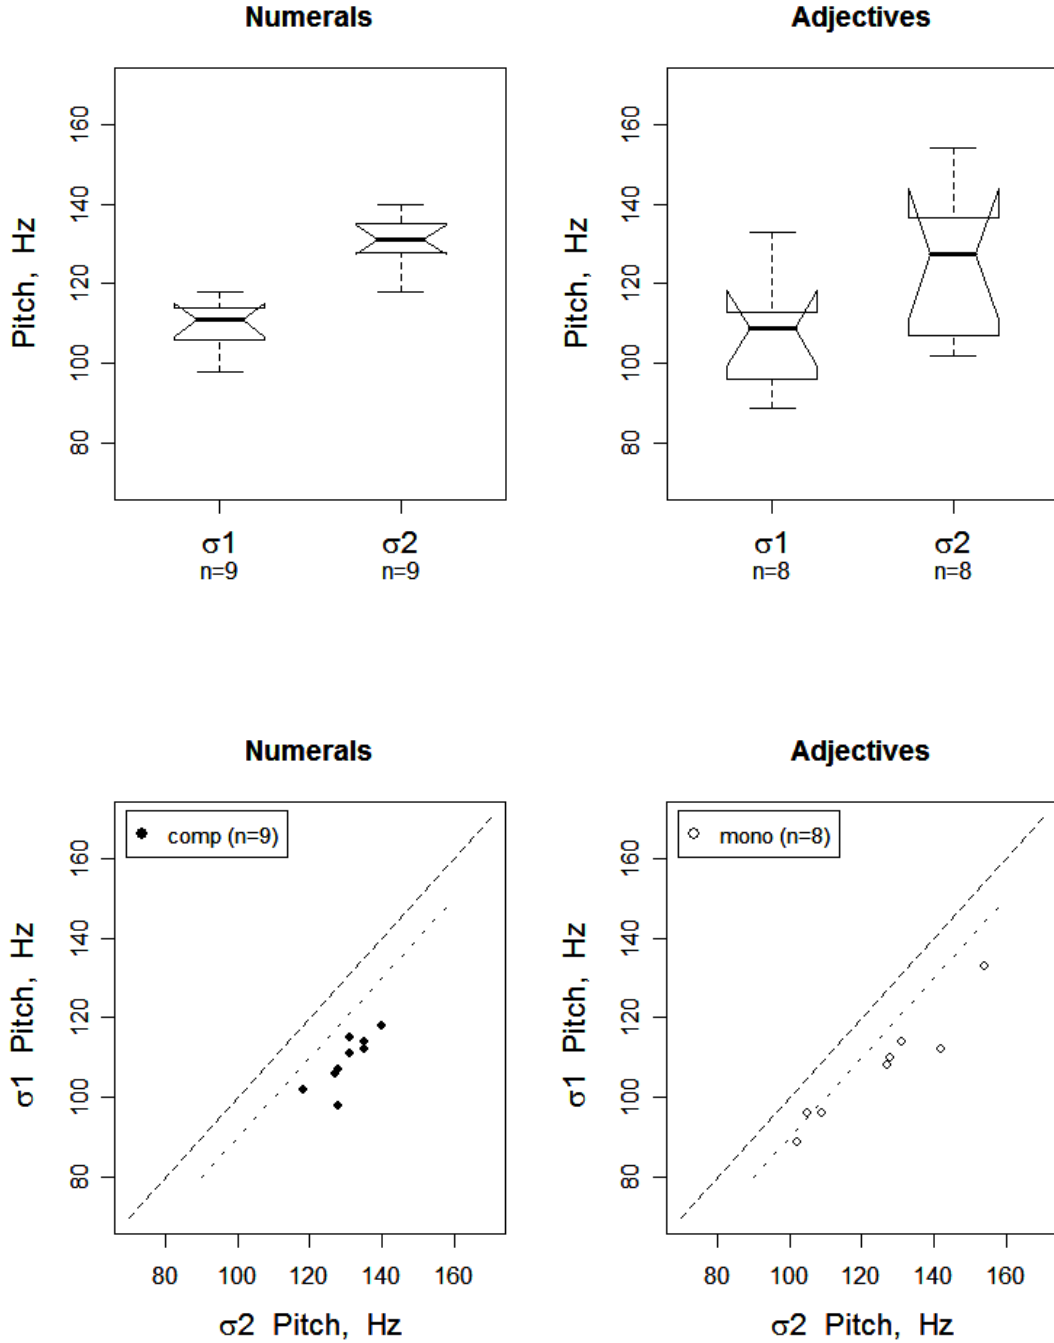 Numerals
Pitch, Hz
160
140
120
100
80
σ1
n=9
σ2
n=9
Adjectives
Pitch, Hz
160
140
120
100
80
σ1
n=8
σ2
n=8
Numerals
comp (n=9)
σ1 Pitch, Hz
160
140
120
100
80
80 100 120 140 160
σ2 Pitch, Hz
Adjectives
mono (n=8)
σ1 Pitch, Hz
160
140
120
100
80
80 100 120 140 160
σ2 Pitch, Hz